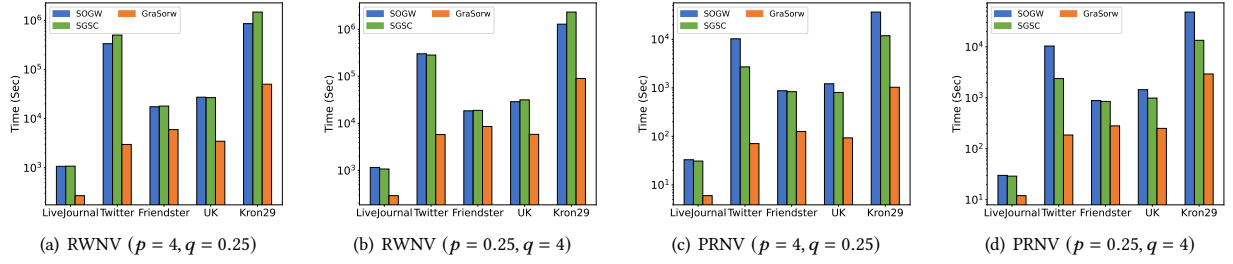 SOGW
SGSC
GraSorw
Time (Sec)
10^6
10^5
10^4
10^3
LiveJournal Twitter Friendster UK Kron29
(a) RWNV (p = 4, q = 0.25)
SOGW
SGSC
GraSorw
Time (Sec)
10^6
10^5
10^4
10^3
LiveJournal Twitter Friendster UK Kron29
(b) RWNV (p = 0.25, q = 4)
SOGW
SGSC
GraSorw
Time (Sec)
10^4
10^3
10^2
10^1
LiveJournal Twitter Friendster UK Kron29
(c) PRNV (p = 4, q = 0.25)
SOGW
SGSC
GraSorw
Time (Sec)
10^4
10^3
10^2
10^1
LiveJournal Twitter Friendster UK Kron29
(d) PRNV (p = 0.25, q = 4)